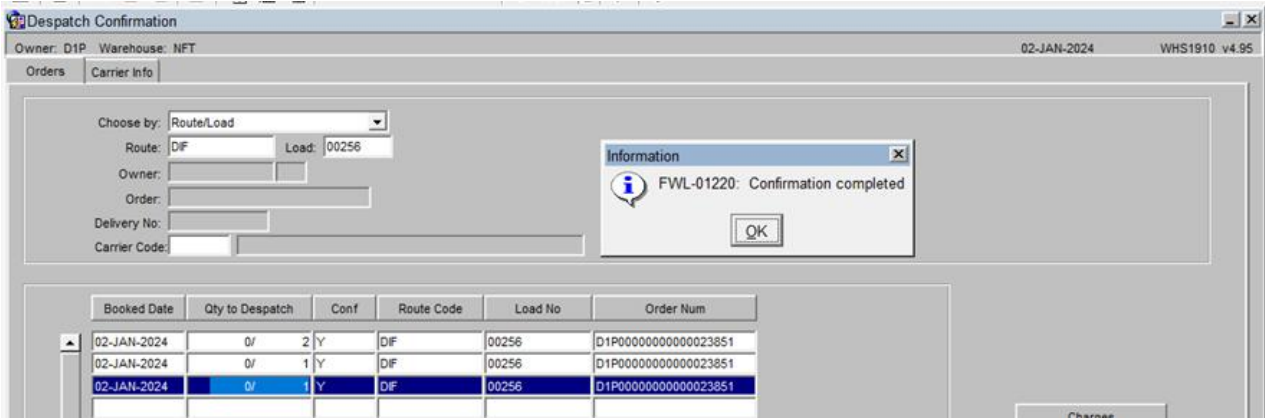 Despatch Confirmation
Owner: D1P Warehouse: NFT 02-JAN-2024 WHS1910 v4.95
Orders Carrier Info
Choose by: Route/Load
Route: DIF Load: 00256
Owner:
Order:
Delivery No:
Carrier Code:
Information
FWL-01220: Confirmation completed
OK
Booked Date Qty to Despatch Conf Route Code Load No Order Num
02-JAN-2024 0/ 2 Y DIF 00256 D1P00000000000023851
02-JAN-2024 0/ 1 Y DIF 00256 D1P00000000000023851
02-JAN-2024 0/ 1 Y DIF 00256 D1P00000000000023851
Charges